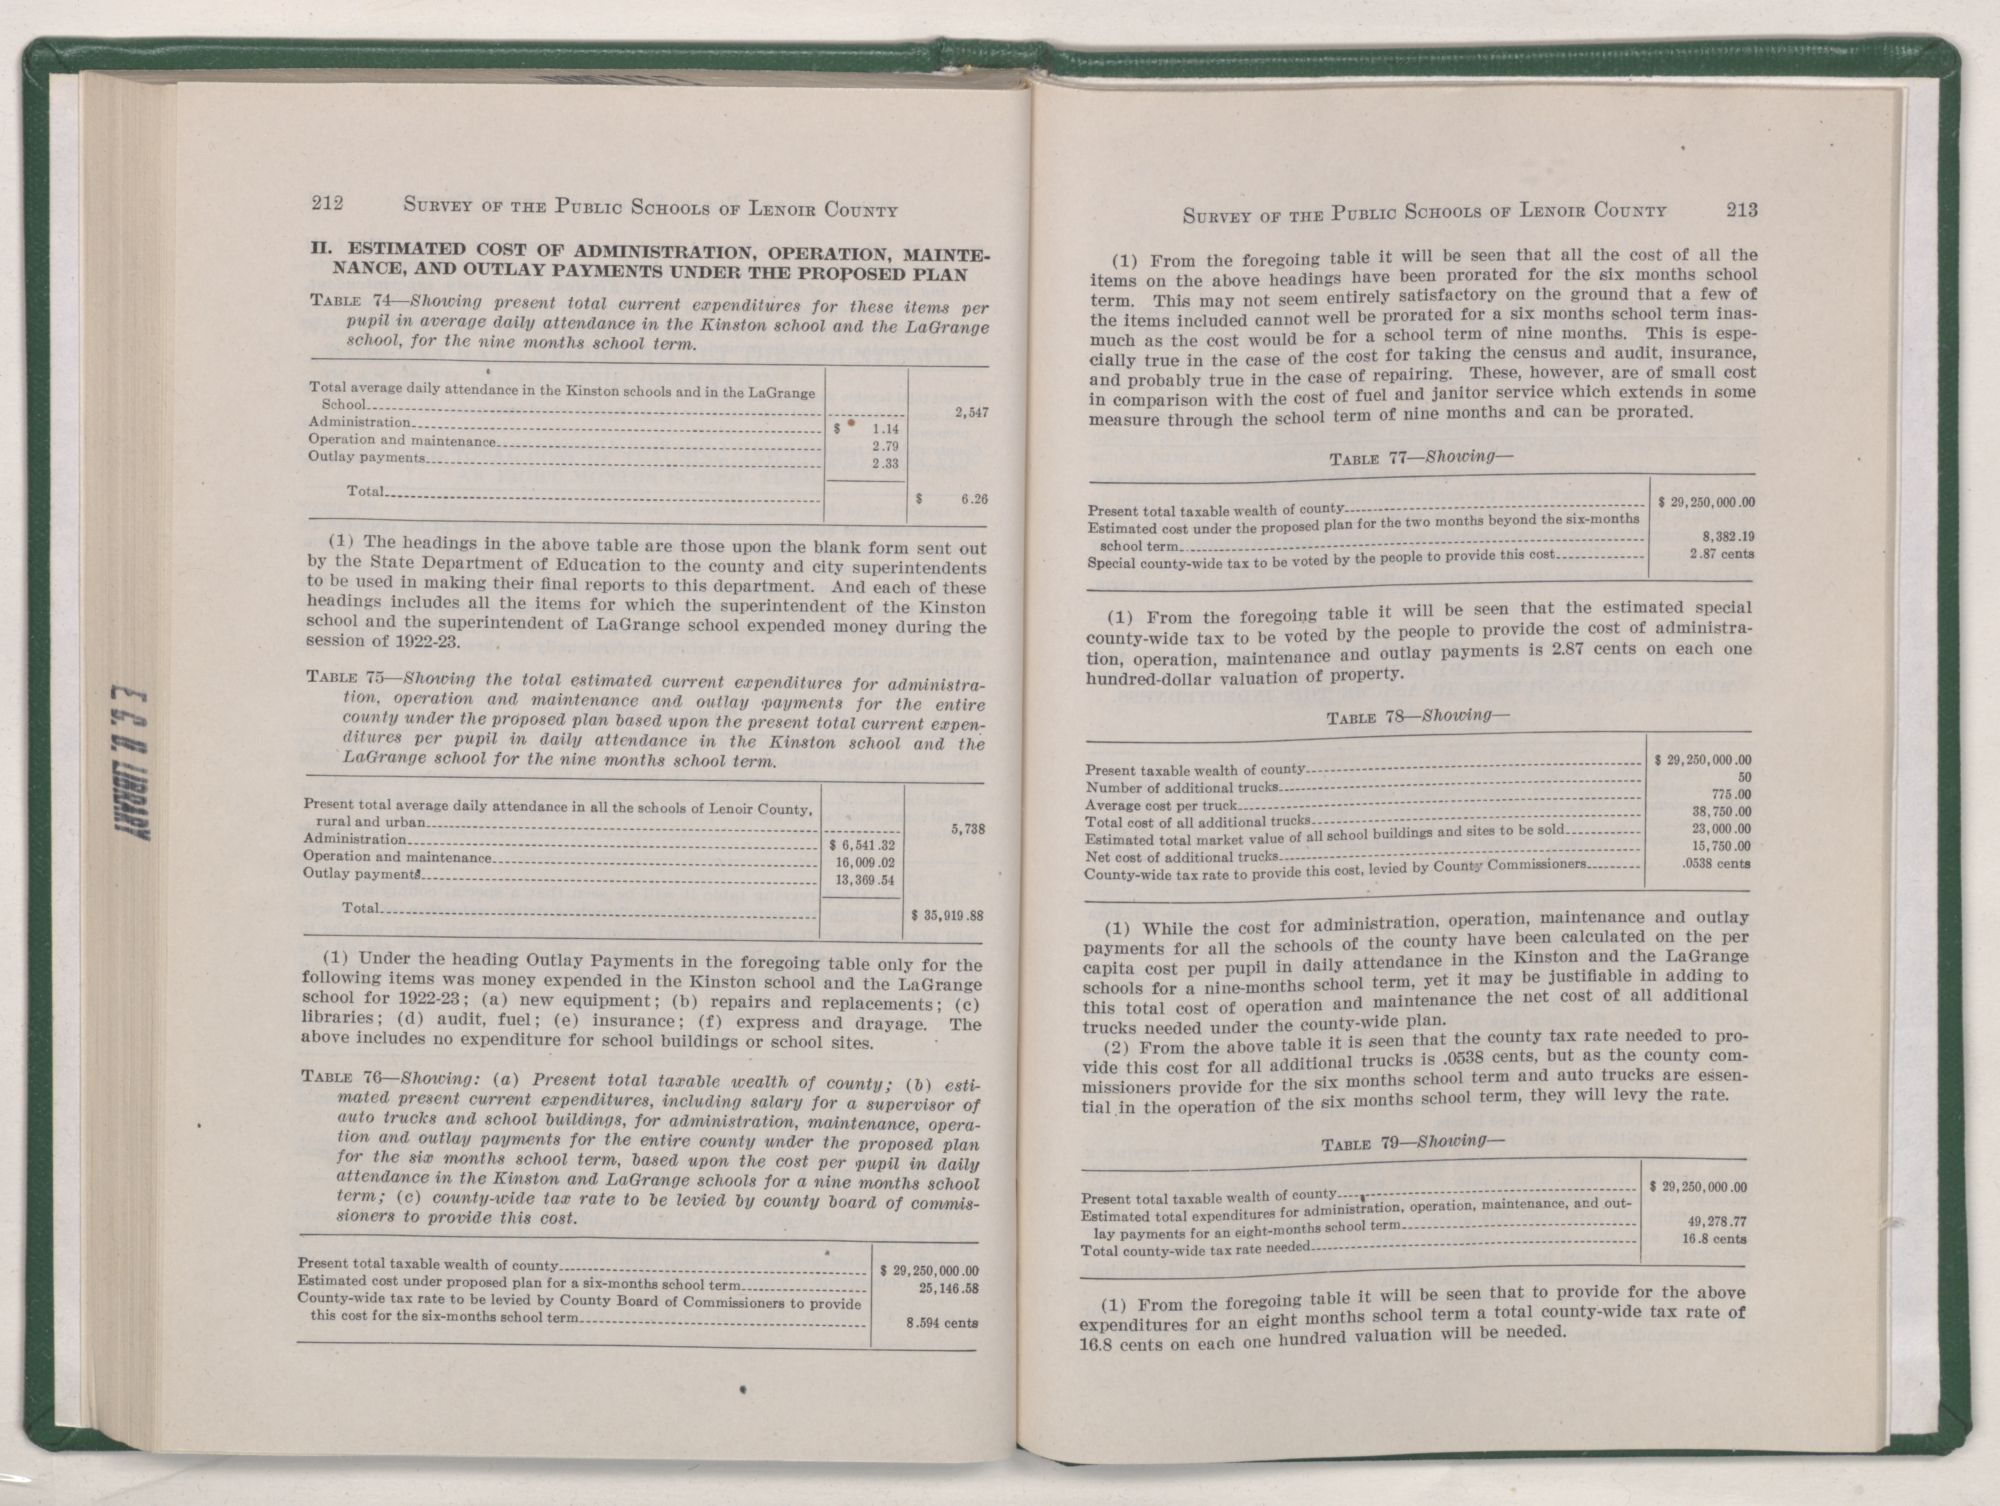 212 SURVEY OF THE PUBLIC SCHOOLS OF LENOIR COUNTY
II. ESTIMATED COST OF ADMINISTRATION, OPERATION, MAINTE-
NANCE, AND OUTLAY PAYMENTS UNDER THE PROPOSED PLAN
TABLE 74—Showing present total current expenditures for these items per
pupil in average daily attendance in the Kinston school and the LaGrange
school, for the nine months school term.
Total average daily attendance in the Kinston schools and in the LaGrange
School 2,547
Administration $ 1.14
Operation and maintenance 2.79
Outlay payments 2.33
Total $ 6.26
(1) The headings in the above table are those upon the blank form sent out
by the State Department of Education to the county and city superintendents
to be used in making their final reports to this department. And each of these
headings includes all the items for which the superintendent of the Kinston
school and the superintendent of LaGrange school expended money during the
session of 1922-23.
TABLE 75—Showing the total estimated current expenditures for administra-
tion, operation and maintenance and outlay payments for the entire
county under the proposed plan based upon the present total current expen-
ditures per pupil in daily attendance in the Kinston school and the
LaGrange school for the nine months school term.
Present total average daily attendance in all the schools of Lenoir County,
rural and urban 5,738
Administration $ 6,541.32
Operation and maintenance 16,009.02
Outlay payments 13,369.54
Total $ 35,919.88
(1) Under the heading Outlay Payments in the foregoing table only for the
following items was money expended in the Kinston school and the LaGrange
school for 1922-23; (a) new equipment; (b) repairs and replacements; (c)
libraries; (d) audit, fuel; (e) insurance; (f) express and drayage. The
above includes no expenditure for school buildings or school sites.
TABLE 76—Showing: (a) Present total taxable wealth of county; (b) esti-
mated present current expenditures, including salary for a supervisor of
auto trucks and school buildings, for administration, maintenance, opera-
tion and outlay payments for the entire county under the proposed plan
for the six months school term, based upon the cost per pupil in daily
attendance in the Kinston and LaGrange schools for a nine months school
term; (c) county-wide tax rate to be levied by county board of commis-
sioners to provide this cost.
Present total taxable wealth of county $ 29,250,000.00
Estimated cost under proposed plan for a six-months school term 25,146.58
County-wide tax rate to be levied by County Board of Commissioners to provide
this cost for the six-months school term 8.594 cents
E. C. U. LIBRARY
SURVEY OF THE PUBLIC SCHOOLS OF LENOIR COUNTY 213
(1) From the foregoing table it will be seen that all the cost of all the
items on the above headings have been prorated for the six months school
term. This may not seem entirely satisfactory on the ground that a few of
the items included cannot well be prorated for a six months school term inas-
much as the cost would be for a school term of nine months. This is espe-
cially true in the case of the cost for taking the census and audit, insurance,
and probably true in the case of repairing. These, however, are of small cost
in comparison with the cost of fuel and janitor service which extends in some
measure through the school term of nine months and can be prorated.
TABLE 77—Showing—
Present total taxable wealth of county $ 29,250,000.00
Estimated cost under the proposed plan for the two months beyond the six-months
school term 8,382.19
Special county-wide tax to be voted by the people to provide this cost 2.87 cents
(1) From the foregoing table it will be seen that the estimated special
county-wide tax to be voted by the people to provide the cost of administra-
tion, operation, maintenance and outlay payments is 2.87 cents on each one
hundred-dollar valuation of property.
TABLE 78—Showing—
Present taxable wealth of county $ 29,250,000.00
Number of additional trucks 50
Average cost per truck 775.00
Total cost of all additional trucks 38,750.00
Estimated total market value of all school buildings and sites to be sold 23,000.00
Net cost of additional trucks 15,750.00
County-wide tax rate to provide this cost, levied by County Commissioners .0538 cents
(1) While the cost for administration, operation, maintenance and outlay
payments for all the schools of the county have been calculated on the per
capita cost per pupil in daily attendance in the Kinston and the LaGrange
schools for a nine-months school term, yet it may be justifiable in adding to
this total cost of operation and maintenance the net cost of all additional
trucks needed under the county-wide plan.
(2) From the above table it is seen that the county tax rate needed to pro-
vide this cost for all additional trucks is .0538 cents, but as the county com-
missioners provide for the six months school term and auto trucks are essen-
tial in the operation of the six months school term, they will levy the rate.
TABLE 79—Showing—
Present total taxable wealth of county $ 29,250,000.00
Estimated total expenditures for administration, operation, maintenance, and out-
lay payments for an eight-months school term 49,278.77
Total county-wide tax rate needed 16.8 cents
(1) From the foregoing table it will be seen that to provide for the above
expenditures for an eight months school term a total county-wide tax rate of
16.8 cents on each one hundred valuation will be needed.